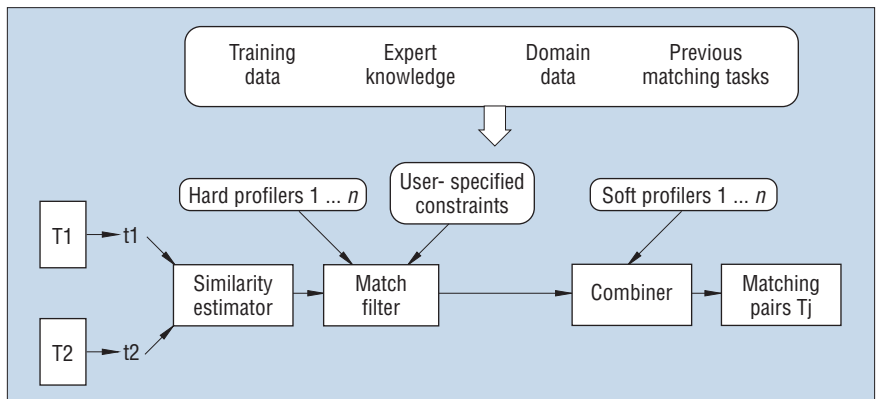 Training data
Expert knowledge
Domain data
Previous matching tasks
Hard profilers 1 ... n
User- specified constraints
Soft profilers 1 ... n
T1
t1
T2
t2
Similarity estimator
Match filter
Combiner
Matching pairs Tj